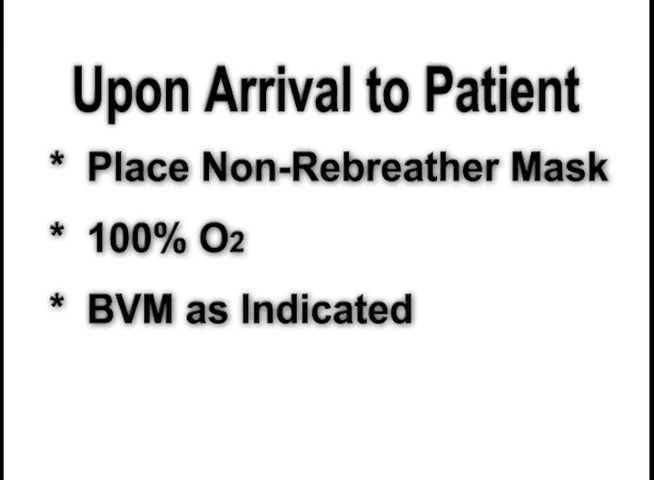 Upon Arrival to Patient
* Place Non-Rebreather Mask
* 100% O2
* BVM as Indicated